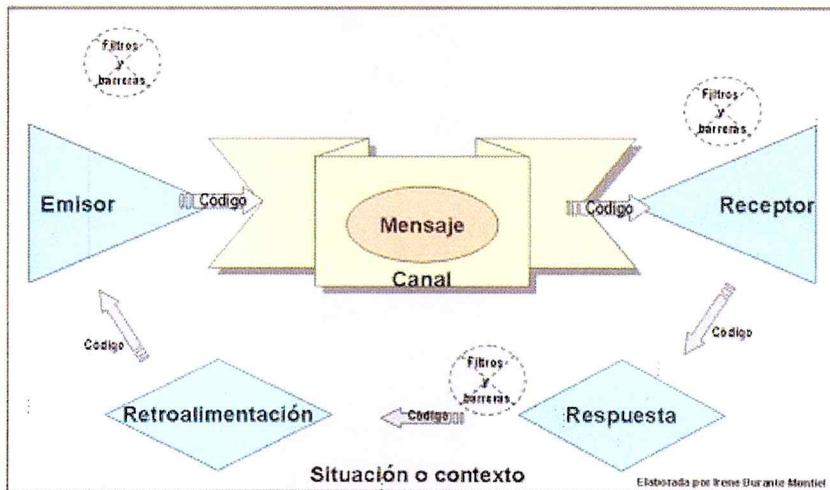 Filtros
y
barreras
Filtros
y
barreras
Emisor
Código
Mensaje
Canal
Código
Receptor
Código
Código
Filtros
y
barreras
Retroalimentación
Código
Respuesta
Situación o contexto
Elaborada por Irene Durante Montiel